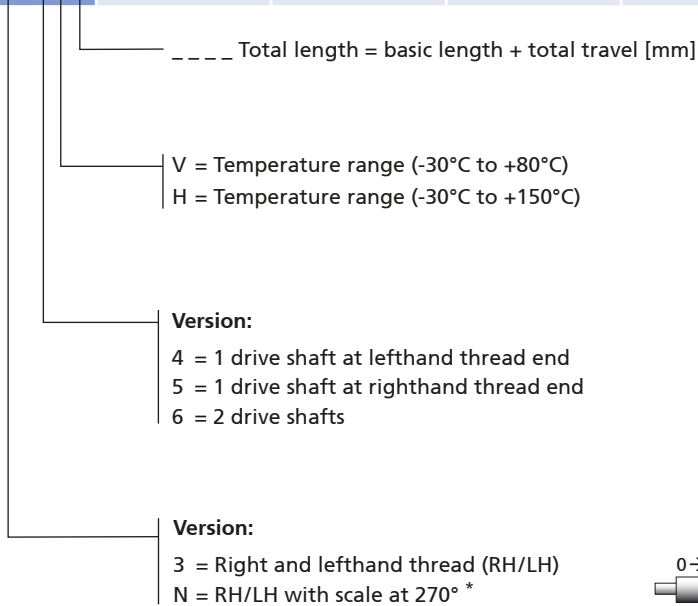 _ _ _ _ Total length = basic length + total travel [mm]
V = Temperature range (-30°C to +80°C)
H = Temperature range (-30°C to +150°C)
Version:
4 = 1 drive shaft at lefthand thread end
5 = 1 drive shaft at righthand thread end
6 = 2 drive shafts
Version:
3 = Right and lefthand thread (RH/LH)
0→
N = RH/LH with scale at 270° *